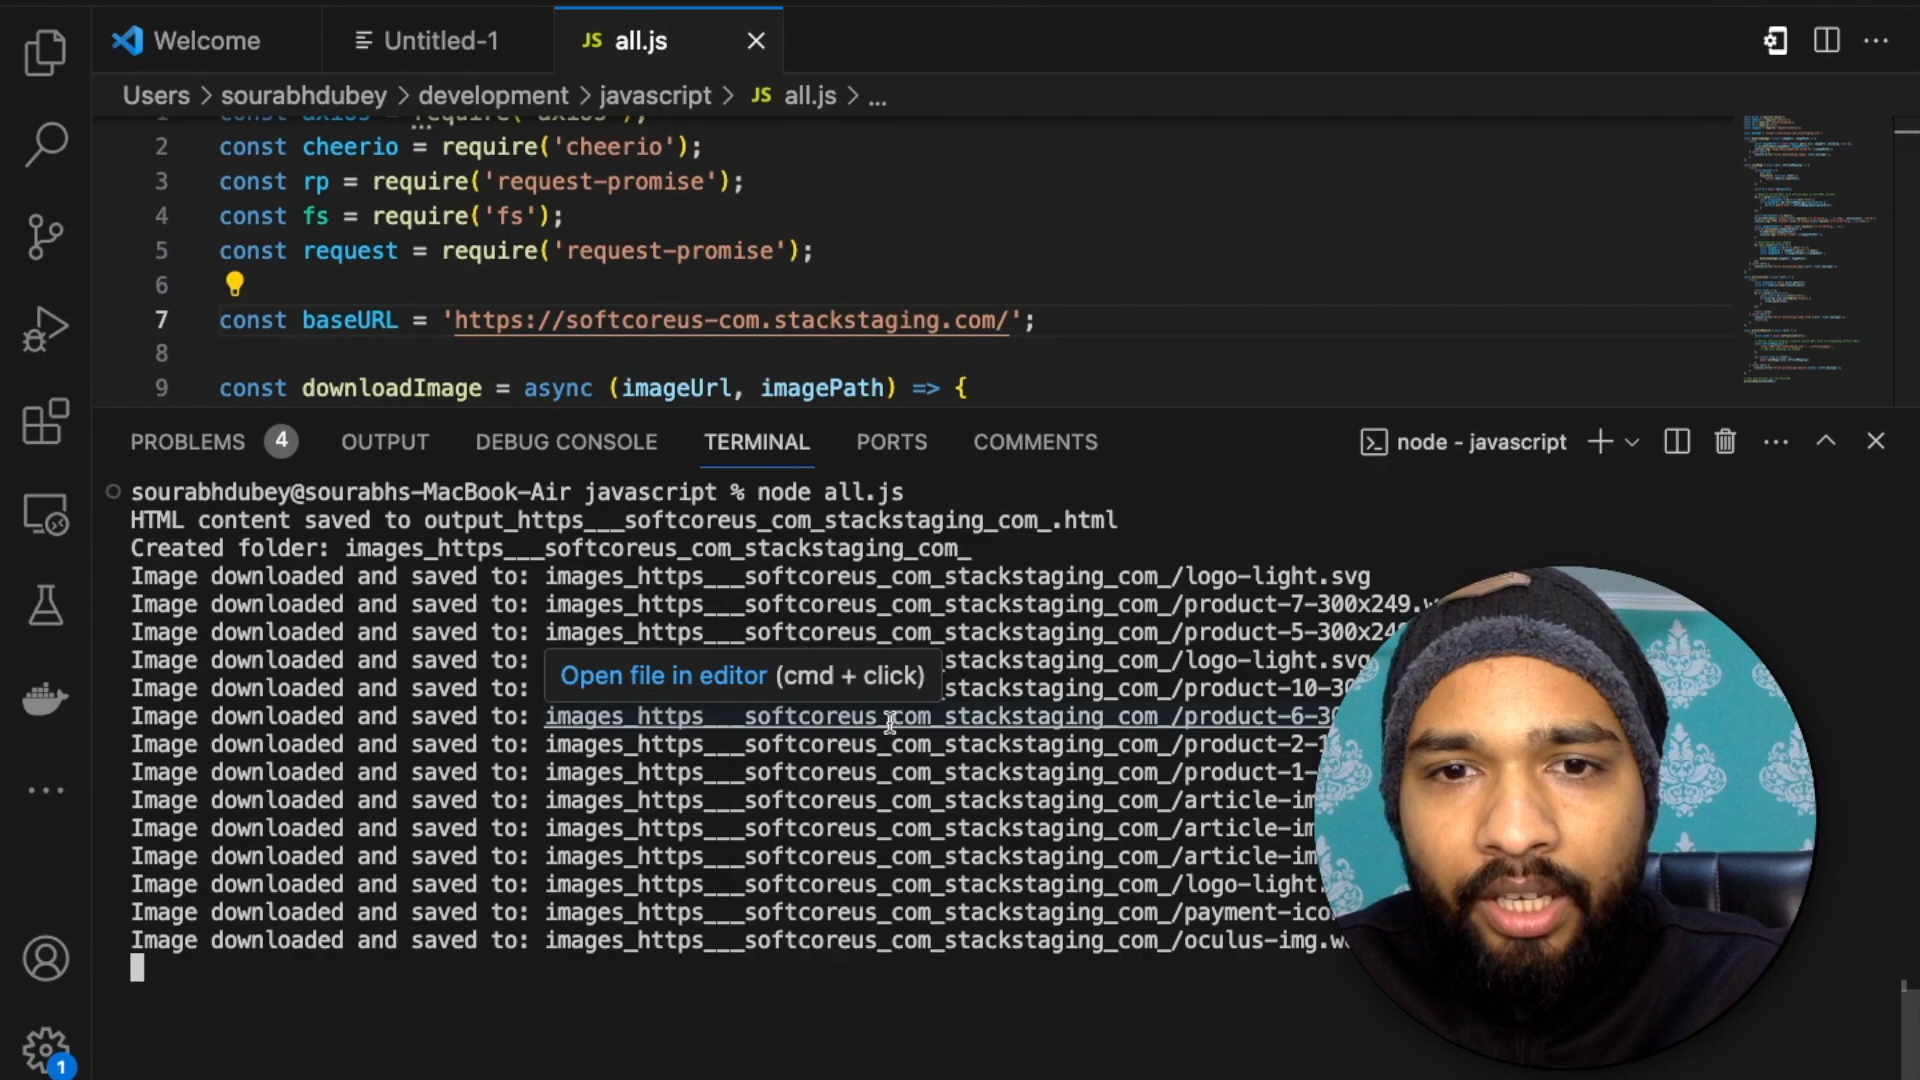 Welcome
Untitled-1
JS all.js
Users > sourabhdubey > development > javascript > JS all.js > ...
2 const cheerio = require('cheerio');
3 const rp = require('request-promise');
4 const fs = require('fs');
5 const request = require('request-promise');
6
7 const baseURL = 'https://softcoreus-com.stackstaging.com/';
8
9 const downloadImage = async (imageUrl, imagePath) => {
PROBLEMS 4 OUTPUT DEBUG CONSOLE TERMINAL PORTS COMMENTS
node - javascript
sourabhdubey@sourabhs-MacBook-Air javascript % node all.js
HTML content saved to output_https___softcoreus_com_stackstaging_com_.html
Created folder: images_https___softcoreus_com_stackstaging_com_
Image downloaded and saved to: images_https___softcoreus_com_stackstaging_com_/logo-light.svg
Image downloaded and saved to: images_https___softcoreus_com_stackstaging_com_/product-7-300x249.
Image downloaded and saved to: images_https___softcoreus_com_stackstaging_com_/product-5-300x24
Image downloaded and saved to: _stackstaging_com_/logo-light.svg
Open file in editor (cmd + click)
Image downloaded and saved to: _stackstaging_com_/product-10-30
Image downloaded and saved to: images_https___softcoreus_com_stackstaging_com_/product-6-30
Image downloaded and saved to: images_https___softcoreus_com_stackstaging_com_/product-2-1
Image downloaded and saved to: images_https___softcoreus_com_stackstaging_com_/product-1-
Image downloaded and saved to: images_https___softcoreus_com_stackstaging_com_/article-im
Image downloaded and saved to: images_https___softcoreus_com_stackstaging_com_/article-im
Image downloaded and saved to: images_https___softcoreus_com_stackstaging_com_/article-im
Image downloaded and saved to: images_https___softcoreus_com_stackstaging_com_/logo-light
Image downloaded and saved to: images_https___softcoreus_com_stackstaging_com_/payment-ico
Image downloaded and saved to: images_https___softcoreus_com_stackstaging_com_/oculus-img.w
1